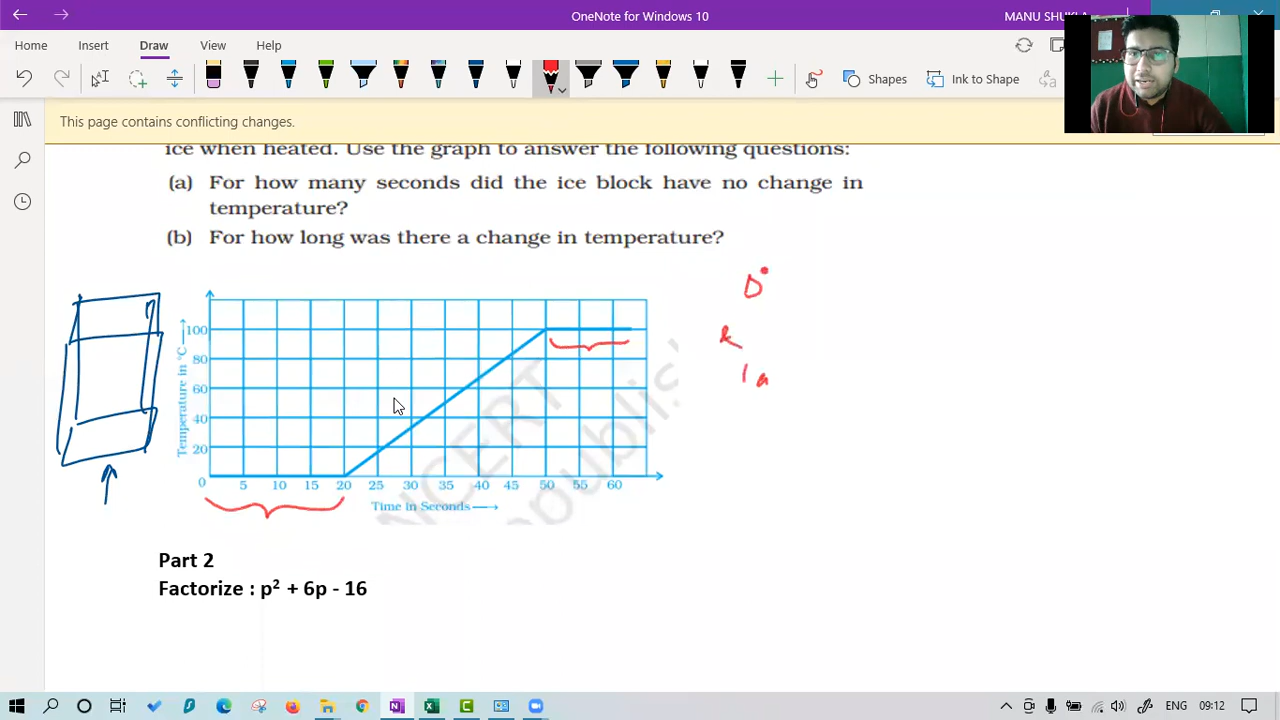 OneNote for Windows 10
Home Insert Draw View Help
Shapes Ink to Shape
This page contains conflicting changes.
ice when heated. Use the graph to answer the following questions:
(a) For how many seconds did the ice block have no change in
temperature?
(b) For how long was there a change in temperature?
Temperature in °C
100
80
60
40
20
0 5 10 15 20 25 30 35 40 45 50 55 60
Time in Seconds
Part 2
Factorize : p² + 6p - 16
ENG 09:12